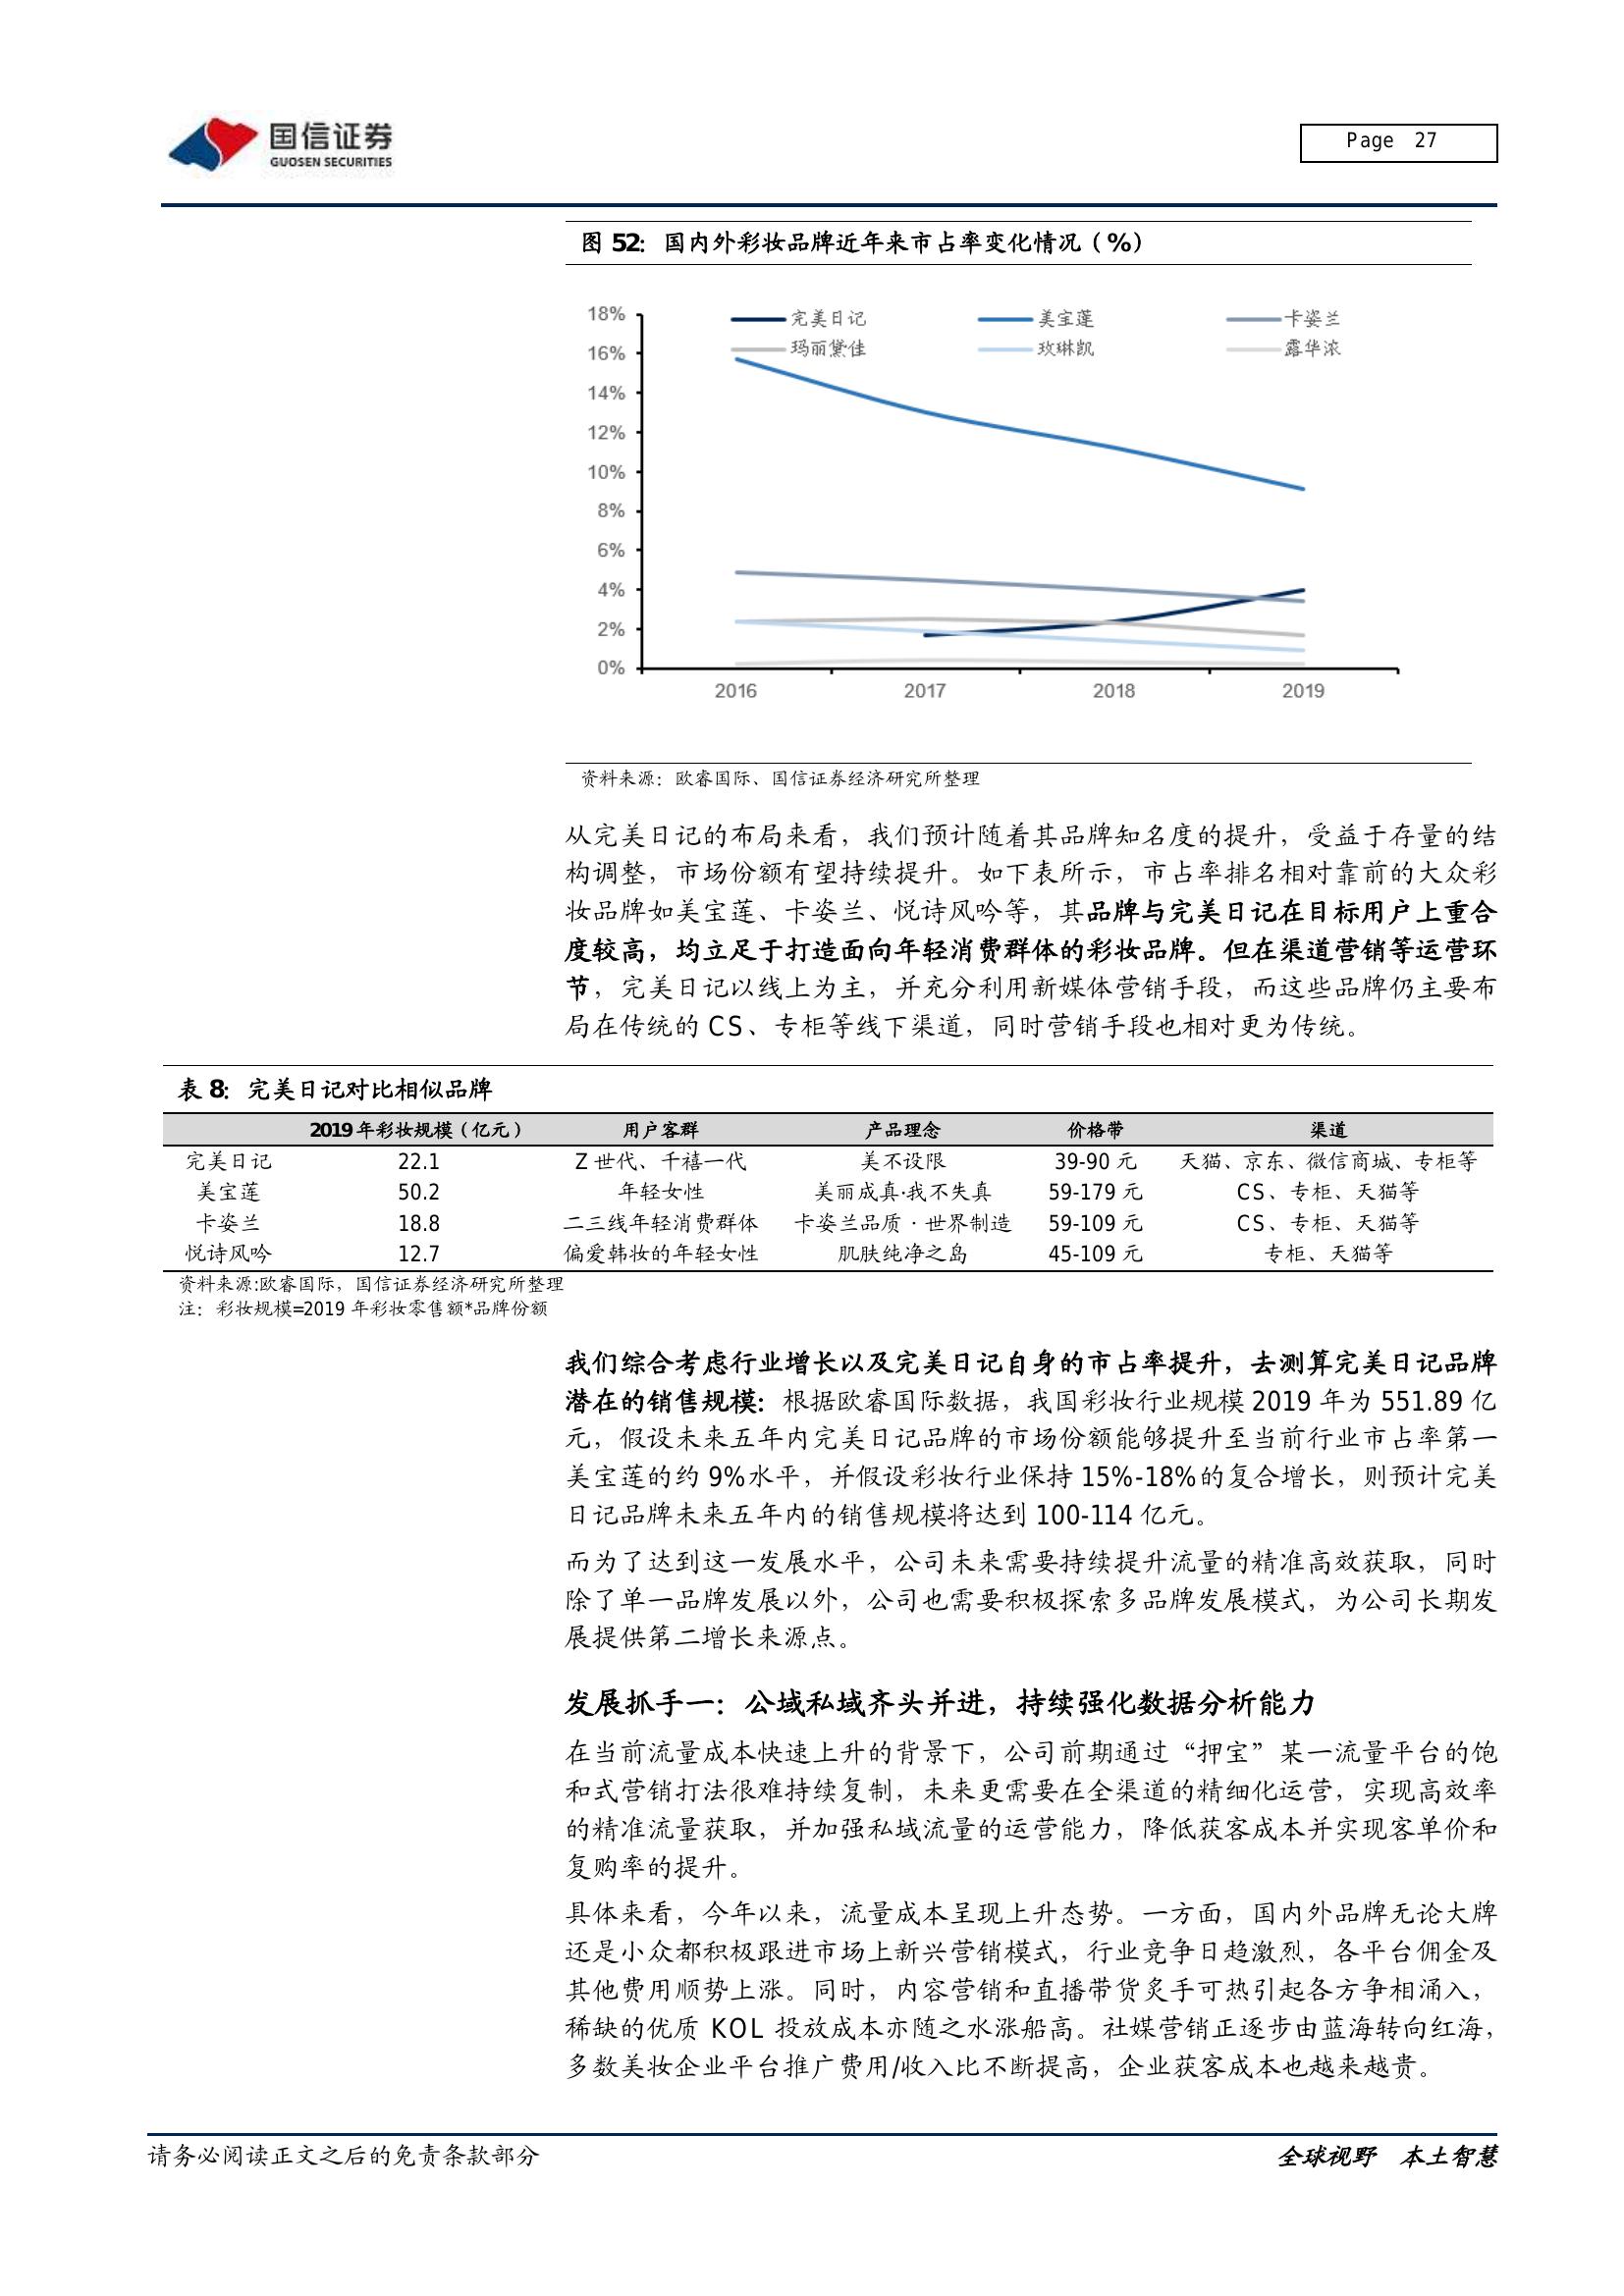 国信证券
GUOSEN SECURITIES
Page 27
图 52：国内外彩妆品牌近年来市占率变化情况（%）
18%
16%
14%
12%
10%
8%
6%
4%
2%
0%
完美日记 美宝莲 卡姿兰
玛丽黛佳 玫琳凯 露华浓
2016 2017 2018 2019
资料来源：欧睿国际、国信证券经济研究所整理
从完美日记的布局来看，我们预计随着其品牌知名度的提升，受益于存量的结
构调整，市场份额有望持续提升。如下表所示，市占率排名相对靠前的大众彩
妆品牌如美宝莲、卡姿兰、悦诗风吟等，其品牌与完美日记在目标用户上重合
度较高，均立足于打造面向年轻消费群体的彩妆品牌。但在渠道营销等运营环
节，完美日记以线上为主，并充分利用新媒体营销手段，而这些品牌仍主要布
局在传统的 CS、专柜等线下渠道，同时营销手段也相对更为传统。
表 8：完美日记对比相似品牌
2019 年彩妆规模（亿元） 用户客群 产品理念 价格带 渠道
完美日记 22.1 Z 世代、千禧一代 美不设限 39-90 元 天猫、京东、微信商城、专柜等
美宝莲 50.2 年轻女性 美丽成真·我不失真 59-179 元 CS、专柜、天猫等
卡姿兰 18.8 二三线年轻消费群体 卡姿兰品质·世界制造 59-109 元 CS、专柜、天猫等
悦诗风吟 12.7 偏爱韩妆的年轻女性 肌肤纯净之岛 45-109 元 专柜、天猫等
资料来源:欧睿国际，国信证券经济研究所整理
注：彩妆规模=2019 年彩妆零售额*品牌份额
我们综合考虑行业增长以及完美日记自身的市占率提升，去测算完美日记品牌
潜在的销售规模：根据欧睿国际数据，我国彩妆行业规模 2019 年为 551.89 亿
元，假设未来五年内完美日记品牌的市场份额能够提升至当前行业市占率第一
美宝莲的约 9%水平，并假设彩妆行业保持 15%-18%的复合增长，则预计完美
日记品牌未来五年内的销售规模将达到 100-114 亿元。
而为了达到这一发展水平，公司未来需要持续提升流量的精准高效获取，同时
除了单一品牌发展以外，公司也需要积极探索多品牌发展模式，为公司长期发
展提供第二增长来源点。
发展抓手一：公域私域齐头并进，持续强化数据分析能力
在当前流量成本快速上升的背景下，公司前期通过“押宝”某一流量平台的饱
和式营销打法很难持续复制，未来更需要在全渠道的精细化运营，实现高效率
的精准流量获取，并加强私域流量的运营能力，降低获客成本并实现客单价和
复购率的提升。
具体来看，今年以来，流量成本呈现上升态势。一方面，国内外品牌无论大牌
还是小众都积极跟进市场上新兴营销模式，行业竞争日趋激烈，各平台佣金及
其他费用顺势上涨。同时，内容营销和直播带货炙手可热引起各方争相涌入，
稀缺的优质 KOL 投放成本亦随之水涨船高。社媒营销正逐步由蓝海转向红海，
多数美妆企业平台推广费用/收入比不断提高，企业获客成本也越来越贵。
请务必阅读正文之后的免责条款部分
全球视野 本土智慧